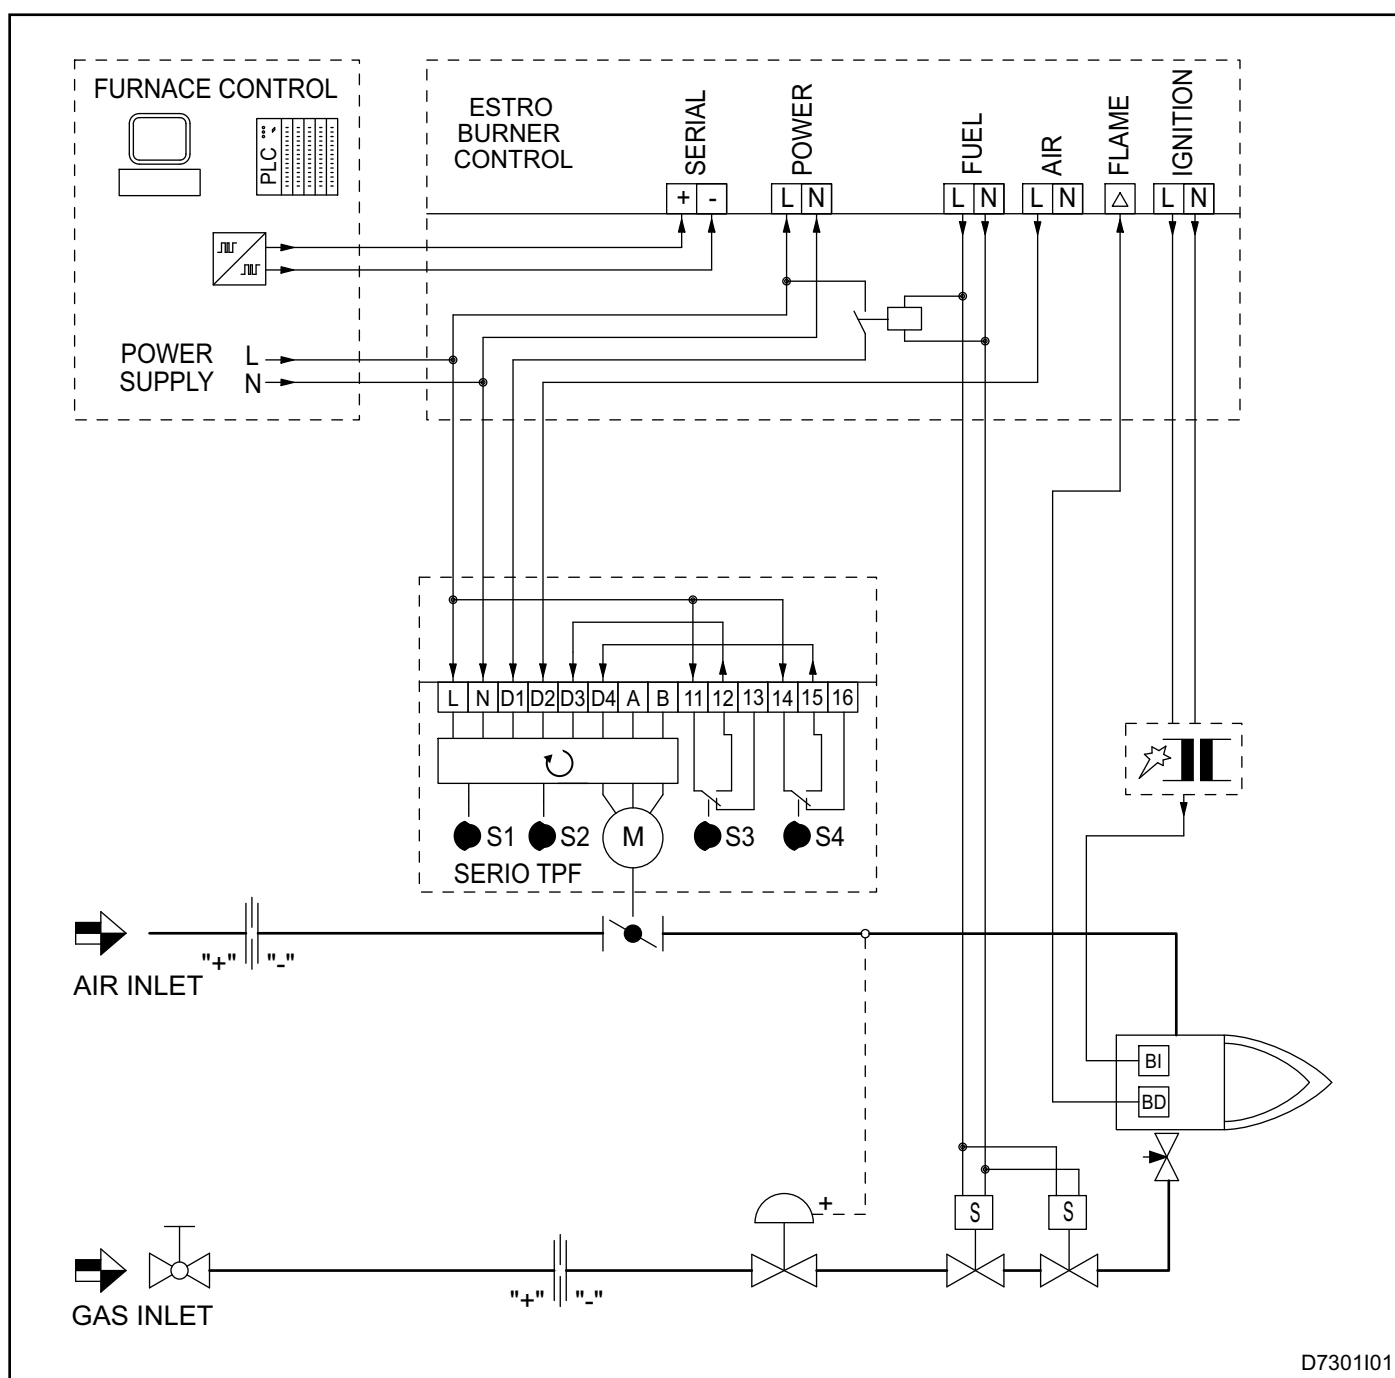 FURNACE CONTROL
PLC
ESTRO
BURNER
CONTROL
SERIAL
POWER
FUEL
AIR
FLAME
IGNITION
+ -
L N
L N
L N
L N
POWER
SUPPLY
L
N
L N D1 D2 D3 D4 A B 11 12 13 14 15 16
S1 S2 M S3 S4
SERIO TPF
"+" "-"
AIR INLET
BI
BD
+
S S
"+" "-"
GAS INLET
D7301I01